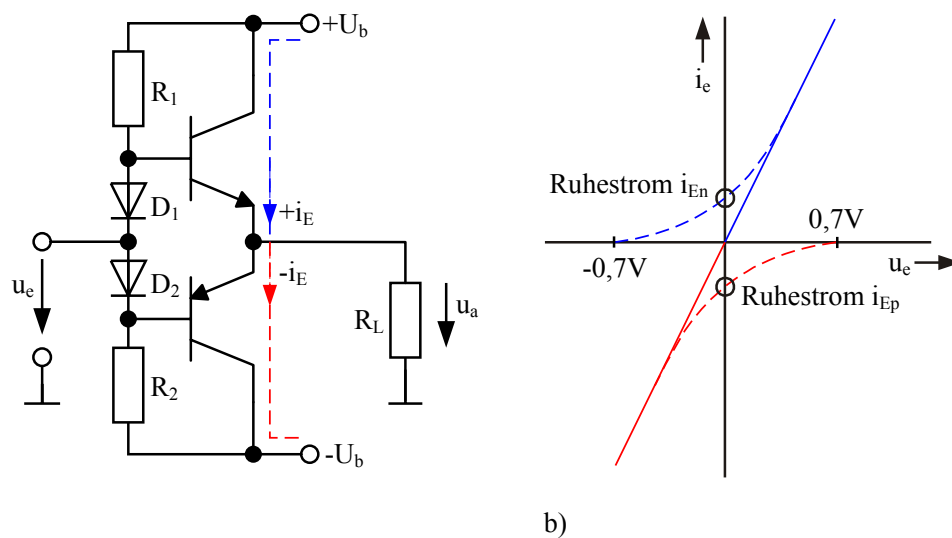 +U_b
R_1
D_1
+i_E
u_e
D_2
-i_E
R_L
u_a
R_2
-U_b
i_e
Ruhestrom i_En
0,7V
-0,7V
u_e
Ruhestrom i_Ep
b)